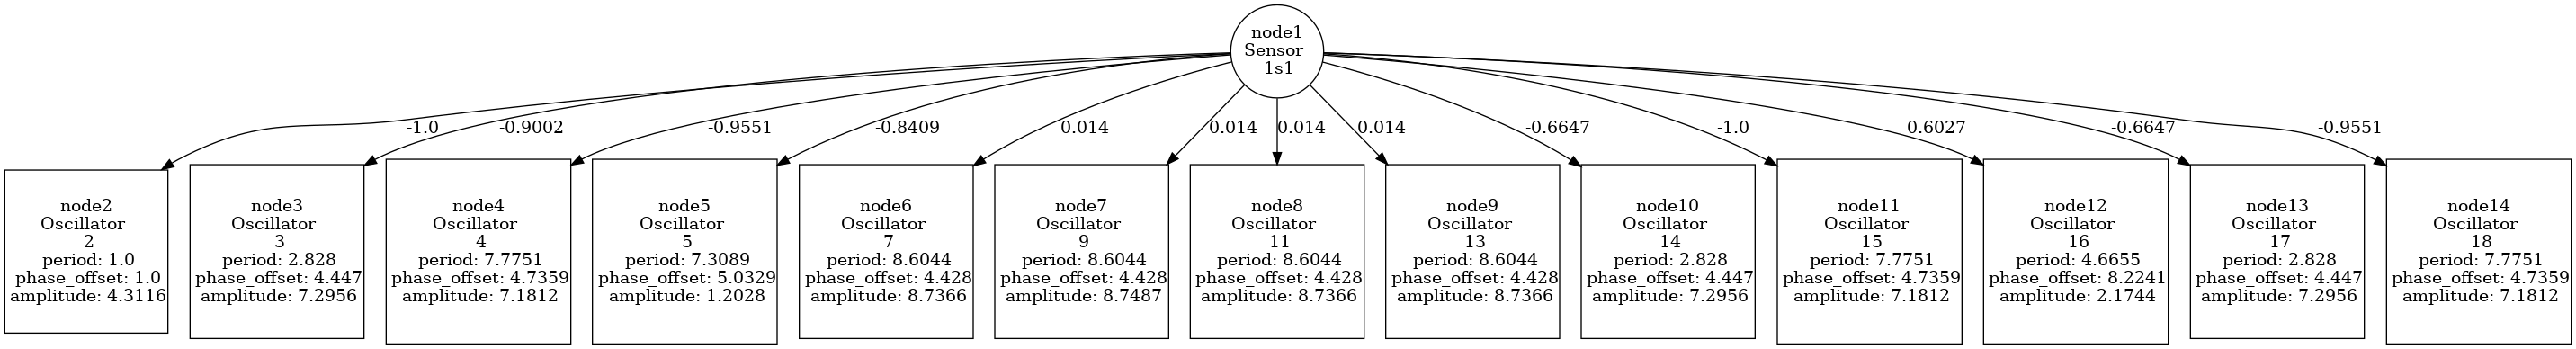 node1
Sensor
1s1
-1.0
-0.9002
-0.9551
-0.8409
0.014
0.014
0.014
0.014
-0.6647
-1.0
0.6027
-0.6647
-0.9551
node2
Oscillator
2
period: 1.0
phase_offset: 1.0
amplitude: 4.3116
node3
Oscillator
3
period: 2.828
phase_offset: 4.447
amplitude: 7.2956
node4
Oscillator
4
period: 7.7751
phase_offset: 4.7359
amplitude: 7.1812
node5
Oscillator
5
period: 7.3089
phase_offset: 5.0329
amplitude: 1.2028
node6
Oscillator
7
period: 8.6044
phase_offset: 4.428
amplitude: 8.7366
node7
Oscillator
9
period: 8.6044
phase_offset: 4.428
amplitude: 8.7487
node8
Oscillator
11
period: 8.6044
phase_offset: 4.428
amplitude: 8.7366
node9
Oscillator
13
period: 8.6044
phase_offset: 4.428
amplitude: 8.7366
node10
Oscillator
14
period: 2.828
phase_offset: 4.447
amplitude: 7.2956
node11
Oscillator
15
period: 7.7751
phase_offset: 4.7359
amplitude: 7.1812
node12
Oscillator
16
period: 4.6655
phase_offset: 8.2241
amplitude: 2.1744
node13
Oscillator
17
period: 2.828
phase_offset: 4.447
amplitude: 7.2956
node14
Oscillator
18
period: 7.7751
phase_offset: 4.7359
amplitude: 7.1812